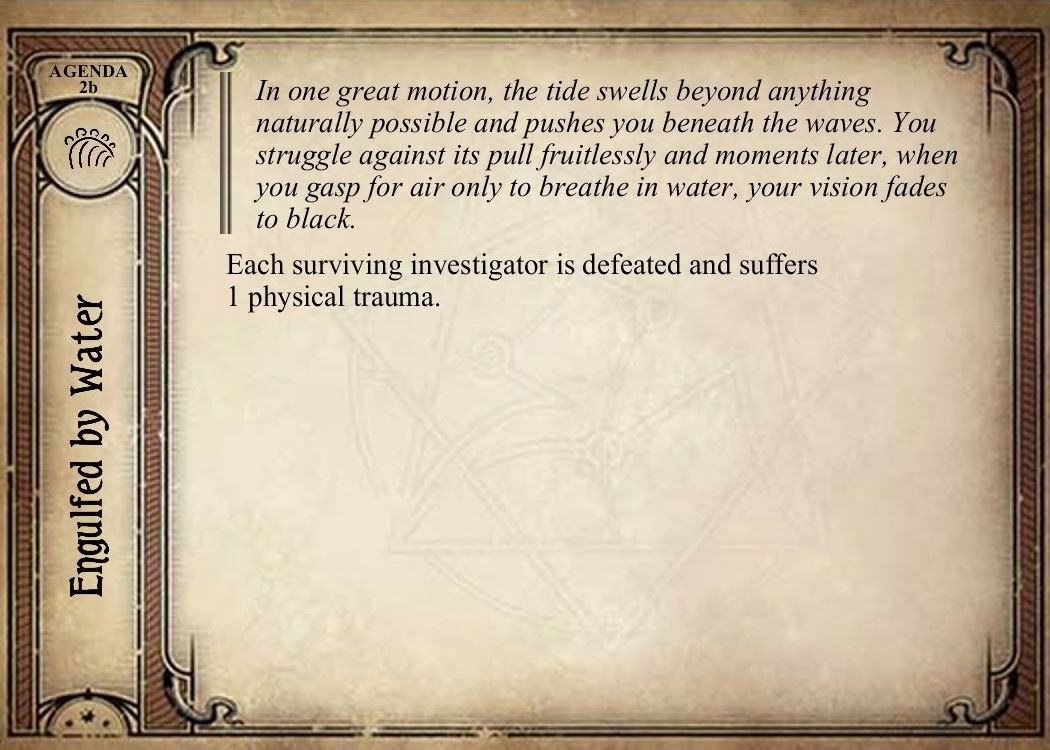 AGENDA
2b
Engulfed by Water
In one great motion, the tide swells beyond anything
naturally possible and pushes you beneath the waves. You
struggle against its pull fruitlessly and moments later, when
you gasp for air only to breathe in water, your vision fades
to black.
Each surviving investigator is defeated and suffers
1 physical trauma.